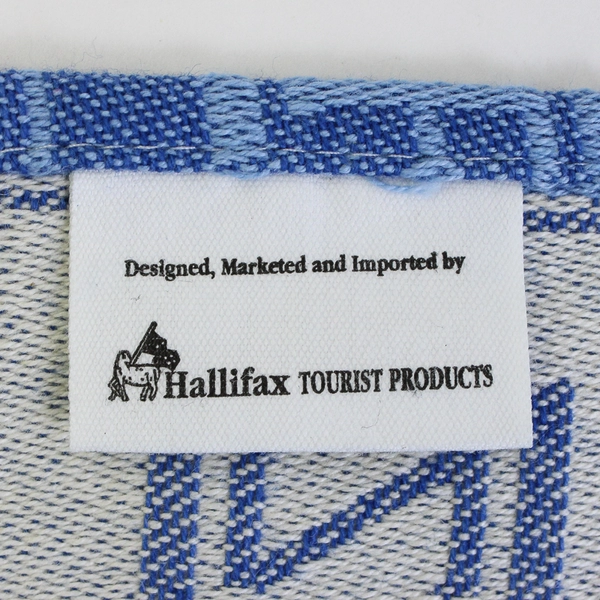 Designed, Marketed and Imported by
Hallifax TOURIST PRODUCTS